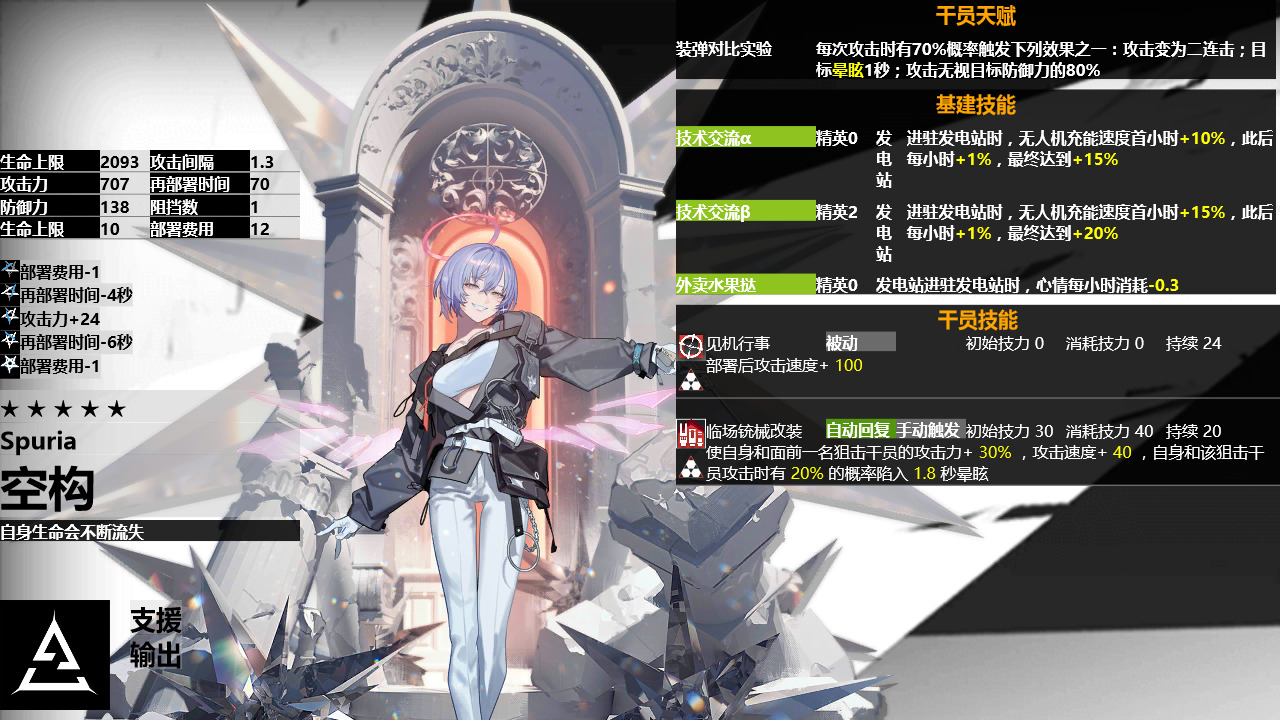 生命上限 2093 攻击间隔 1.3
攻击力 707 再部署时间 70
防御力 138 阻挡数 1
生命上限 10 部署费用 12
部署费用-1
再部署时间-4秒
攻击力+24
再部署时间-6秒
部署费用-1
★ ★ ★ ★ ★
Spuria
空构
自身生命会不断流失
支援
输出
干员天赋
装弹对比实验 每次攻击时有70%概率触发下列效果之一：攻击变为二连击；目
标晕眩1秒；攻击无视目标防御力的80%
基建技能
技术交流α 精英0 发 进驻发电站时，无人机充能速度首小时+10%，此后
电 每小时+1%，最终达到+15%
站
技术交流β 精英2 发 进驻发电站时，无人机充能速度首小时+15%，此后
电 每小时+1%，最终达到+20%
站
外卖水果挞 精英0 发电站进驻发电站时，心情每小时消耗-0.3
干员技能
见机行事 被动 初始技力 0 消耗技力 0 持续 24
部署后攻击速度+ 100
临场铳械改装 自动回复 手动触发 初始技力 30 消耗技力 40 持续 20
使自身和面前一名狙击干员的攻击力+ 30% ，攻击速度+ 40 ，自身和该狙击干
员攻击时有 20% 的概率陷入 1.8 秒晕眩